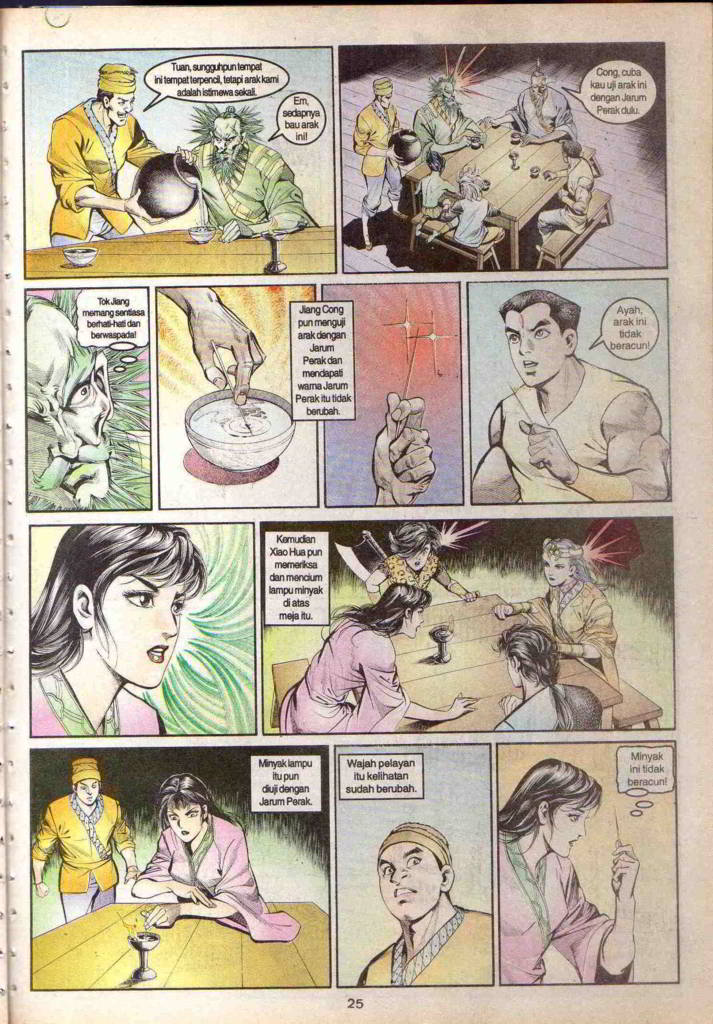 Tuan, sungguhpun tempat
ini tempat terpencil, tetapi arak kami
adalah istimewa sekali.
Em,
sedapnya
bau arak
ini!
Cong, cuba
kau uji arak ini
dengan Jarum
Perak dulu.
Tok Jiang
memang sentiasa
berhati-hati dan
berwaspada!
Jiang Cong
pun menguji
arak dengan
Jarum
Perak dan
mendapati
warna Jarum
Perak itu tidak
berubah.
Ayah,
arak ini
tidak
beracun!
Kemudian
Xiao Hua pun
memeriksa
dan mencium
lampu minyak
di atas
meja itu.
Minyak lampu
itu pun
diuji dengan
Jarum Perak.
Wajah pelayan
itu kelihatan
sudah berubah.
Minyak
ini tidak
beracun!
25